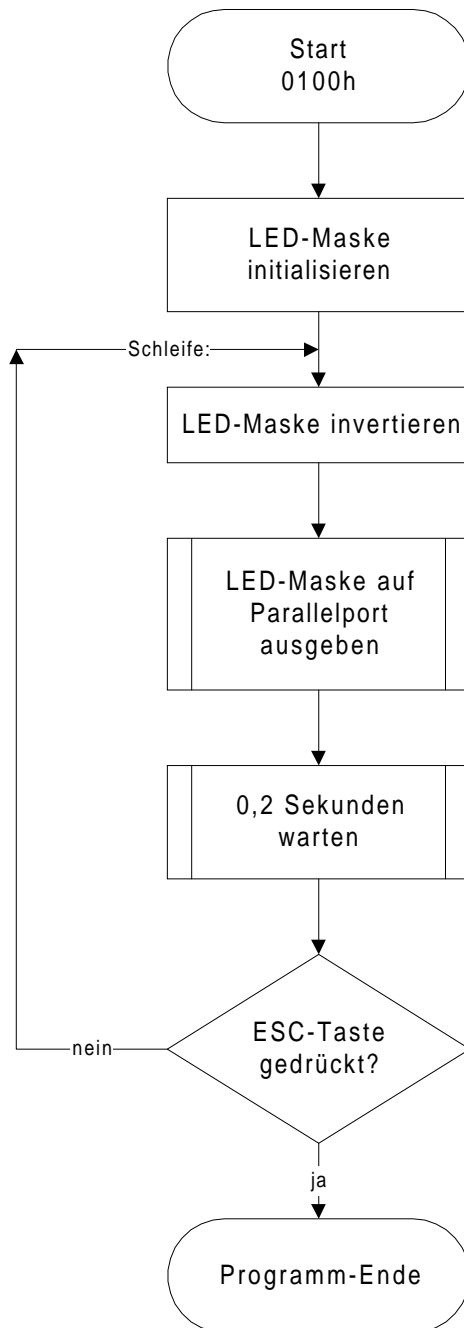 Start
0100h
LED-Maske
initialisieren
Schleife:
LED-Maske invertieren
LED-Maske auf
Parallelport
ausgeben
0,2 Sekunden
warten
ESC-Taste
gedrückt?
nein
ja
Programm-Ende